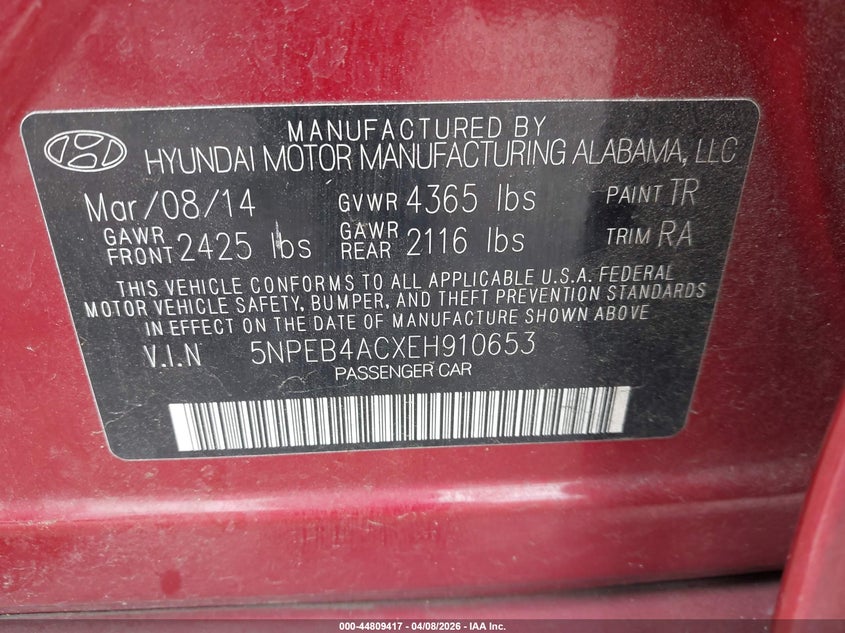 MANUFACTURED BY
HYUNDAI MOTOR MANUFACTURING ALABAMA, LLC
Mar/08/14 GVWR 4365 lbs PAINT TR
GAWR FRONT 2425 lbs GAWR REAR 2116 lbs TRIM RA
THIS VEHICLE CONFORMS TO ALL APPLICABLE U.S.A. FEDERAL
MOTOR VEHICLE SAFETY, BUMPER, AND THEFT PREVENTION STANDARDS
IN EFFECT ON THE DATE OF MANUFACTURE SHOWN ABOVE.
V.I.N 5NPEB4ACXEH910653
PASSENGER CAR
000-44809417 - 04/08/2026 - IAA Inc.